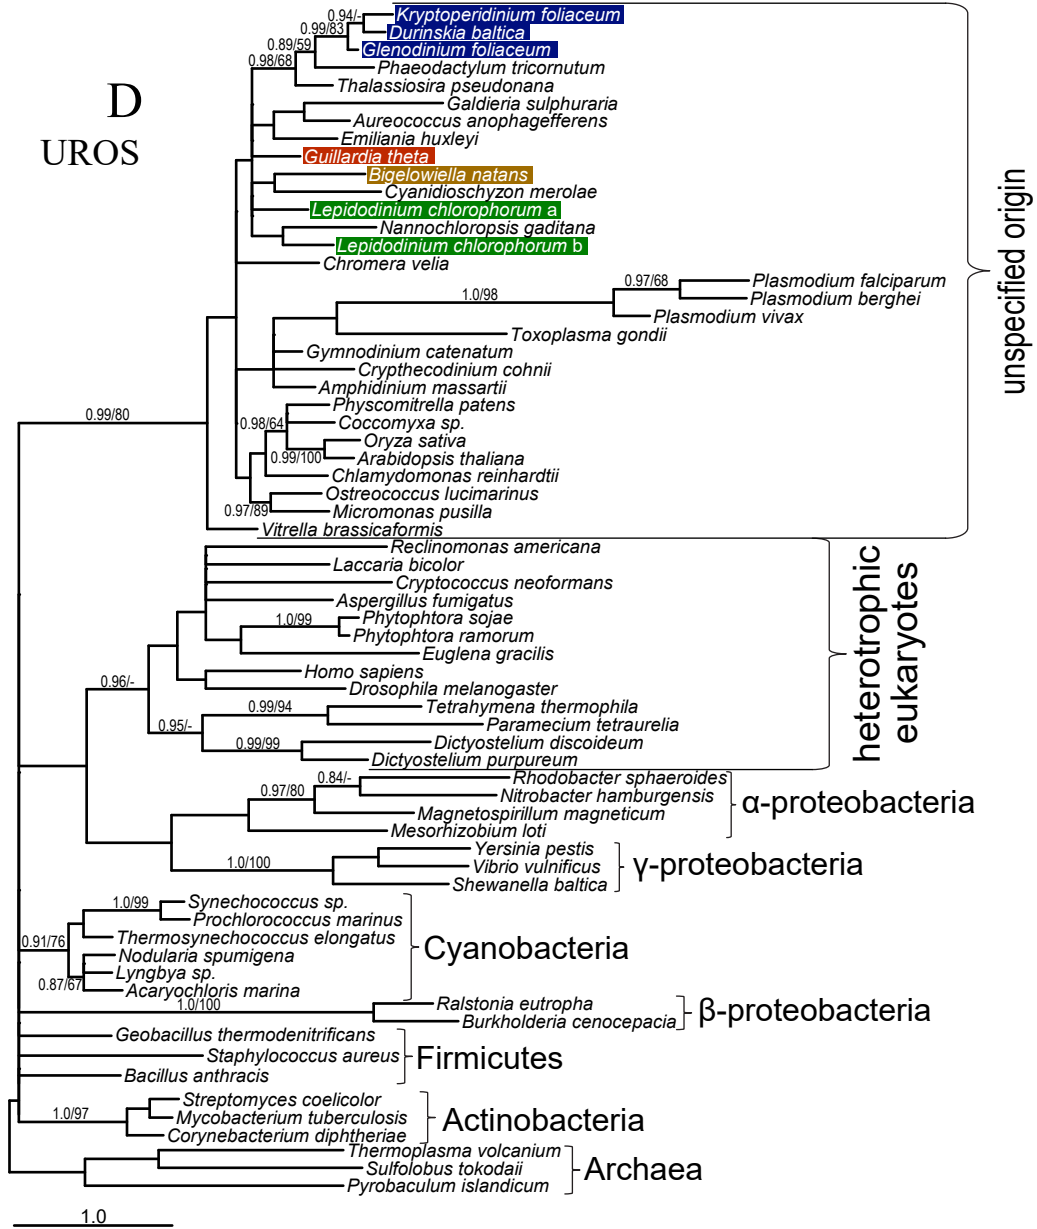 0.94/-
Kryptoperidinium foliaceum
0.99/83
Durinskia baltica
0.89/59
Glenodinium foliaceum
0.98/68
Phaeodactylum tricornutum
Thalassiosira pseudonana
D
UROS
Galdieria sulphuraria
Aureococcus anophagefferens
Emiliania huxleyi
Guillardia theta
Bigelowiella natans
Cyanidioschyzon merolae
Lepidodinium chlorophorum a
Nannochloropsis gaditana
Lepidodinium chlorophorum b
Chromera velia
unspecified origin
0.97/68
Plasmodium falciparum
1.0/98
Plasmodium berghei
Plasmodium vivax
Toxoplasma gondii
Gymnodinium catenatum
Crypthecodinium cohnii
Amphidinium massartii
Physcomitrella patens
0.99/80
0.98/64
Coccomyxa sp.
Oryza sativa
0.99/100
Arabidopsis thaliana
Chlamydomonas reinhardtii
Ostreococcus lucimarinus
0.97/89
Micromonas pusilla
Vitrella brassicaformis
Reclinomonas americana
Laccaria bicolor
Cryptococcus neoformans
Aspergillus fumigatus
1.0/99
Phytophtora sojae
Phytophtora ramorum
Euglena gracilis
heterotrophic
eukaryotes
Homo sapiens
0.96/-
Drosophila melanogaster
0.99/94
Tetrahymena thermophila
0.95/-
Paramecium tetraurelia
0.99/99
Dictyostelium discoideum
Dictyostelium purpureum
0.84/-
Rhodobacter sphaeroides
0.97/80
Nitrobacter hamburgensis
α-proteobacteria
Magnetospirillum magneticum
Mesorhizobium loti
Yersinia pestis
1.0/100
Vibrio vulnificus
γ-proteobacteria
Shewanella baltica
1.0/99
Synechococcus sp.
Prochlorococcus marinus
0.91/76
Thermosynechococcus elongatus
Cyanobacteria
Nodularia spumigena
Lyngbya sp.
0.87/67
Acaryochloris marina
1.0/100
Ralstonia eutropha
β-proteobacteria
Burkholderia cenocepacia
Geobacillus thermodenitrificans
Staphylococcus aureus
Firmicutes
Bacillus anthracis
Streptomyces coelicolor
1.0/97
Mycobacterium tuberculosis
Actinobacteria
Corynebacterium diphtheriae
Thermoplasma volcanium
Sulfolobus tokodaii
Archaea
Pyrobaculum islandicum
1.0